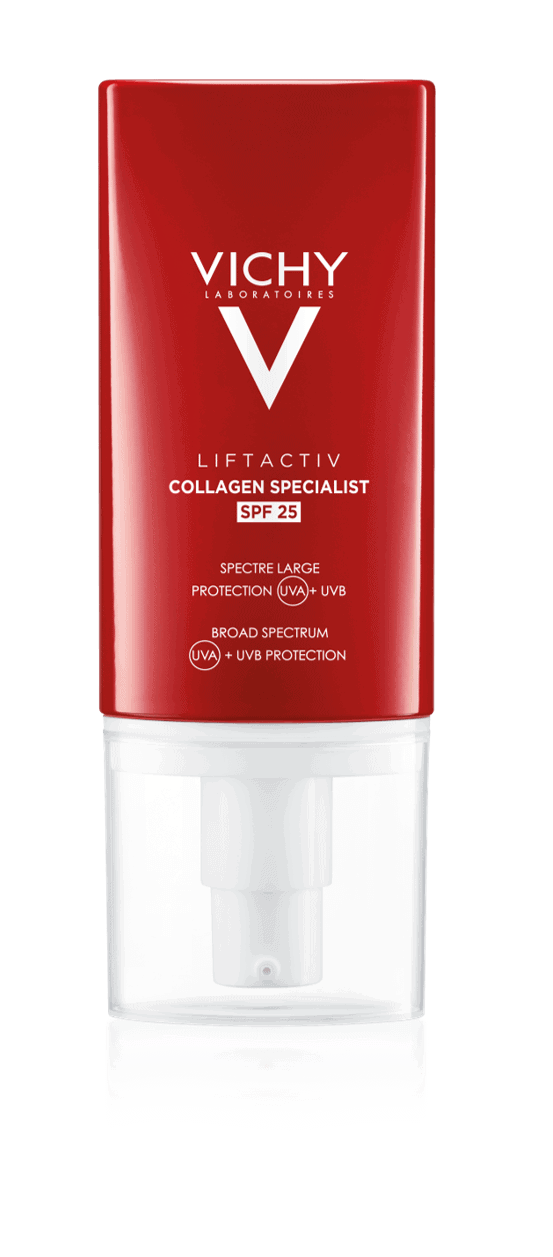 VICHY
LABORATOIRES
LIFTACTIV
COLLAGEN SPECIALIST
SPF 25
SPECTRE LARGE
PROTECTION UVA + UVB
BROAD SPECTRUM
UVA + UVB PROTECTION